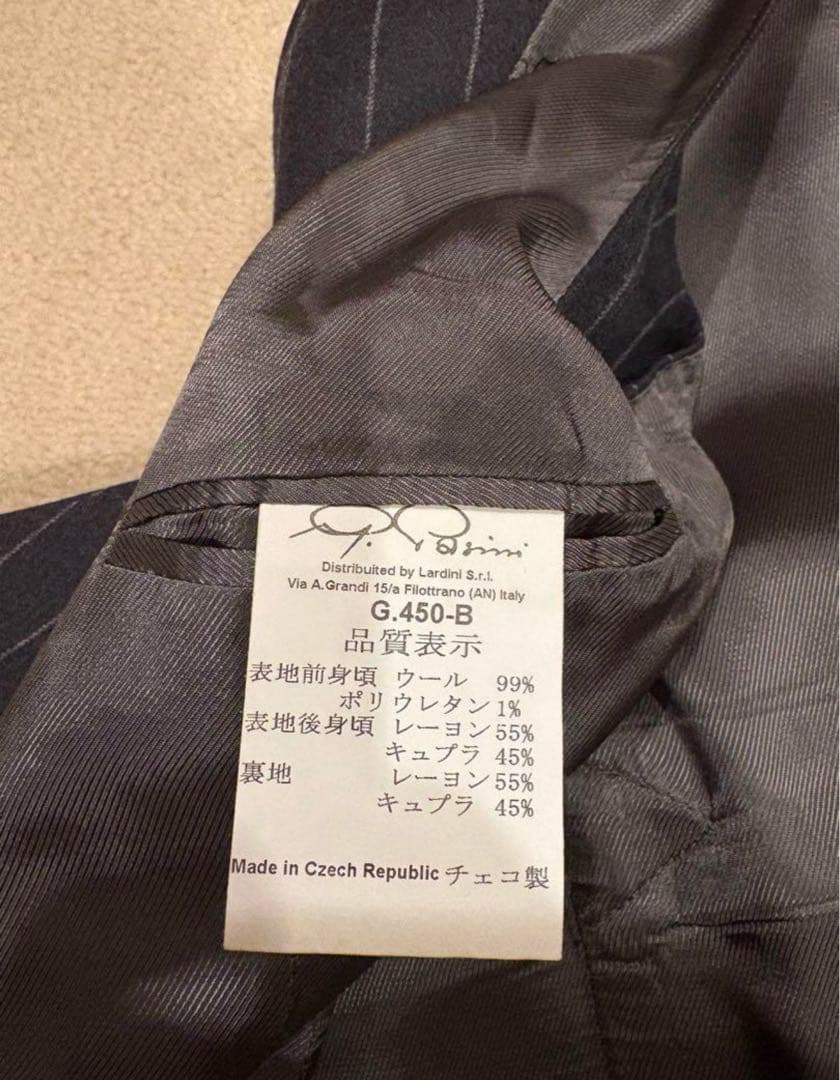 G. Pasini
Distribuited by Lardini S.r.l.
Via A.Grandi 15/a Filottrano (AN) Italy
G.450-B
品質表示
表地前身頃 ウール 99%
ポリウレタン 1%
表地後身頃 レーヨン 55%
キュプラ 45%
裏地 レーヨン 55%
キュプラ 45%
Made in Czech Republic チェコ製